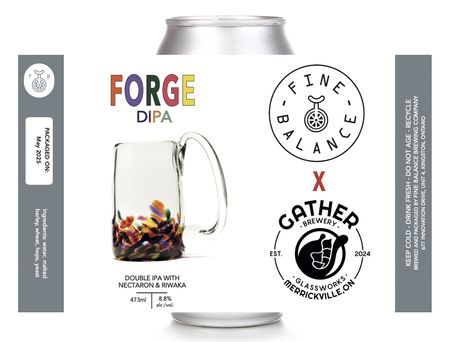 F B
PACKAGED ON:
May 2025
Ingredients: water, malted
barley, wheat, hops, yeast
FORGE
DIPA
DOUBLE IPA WITH
NECTARON & RIWAKA
473ml
8.8%
alc./vol.
- FINE -
BALANCE
X
GATHER
- BREWERY -
EST. 2024
- GLASSWORKS -
MERRICKVILLE, ON
KEEP COLD - DRINK FRESH - DO NOT AGE - RECYCLE
BREWED AND PACKAGED BY FINE BALANCE BREWING COMPANY
677 INNOVATION DRIVE, UNIT 4, KINGSTON, ONTARIO